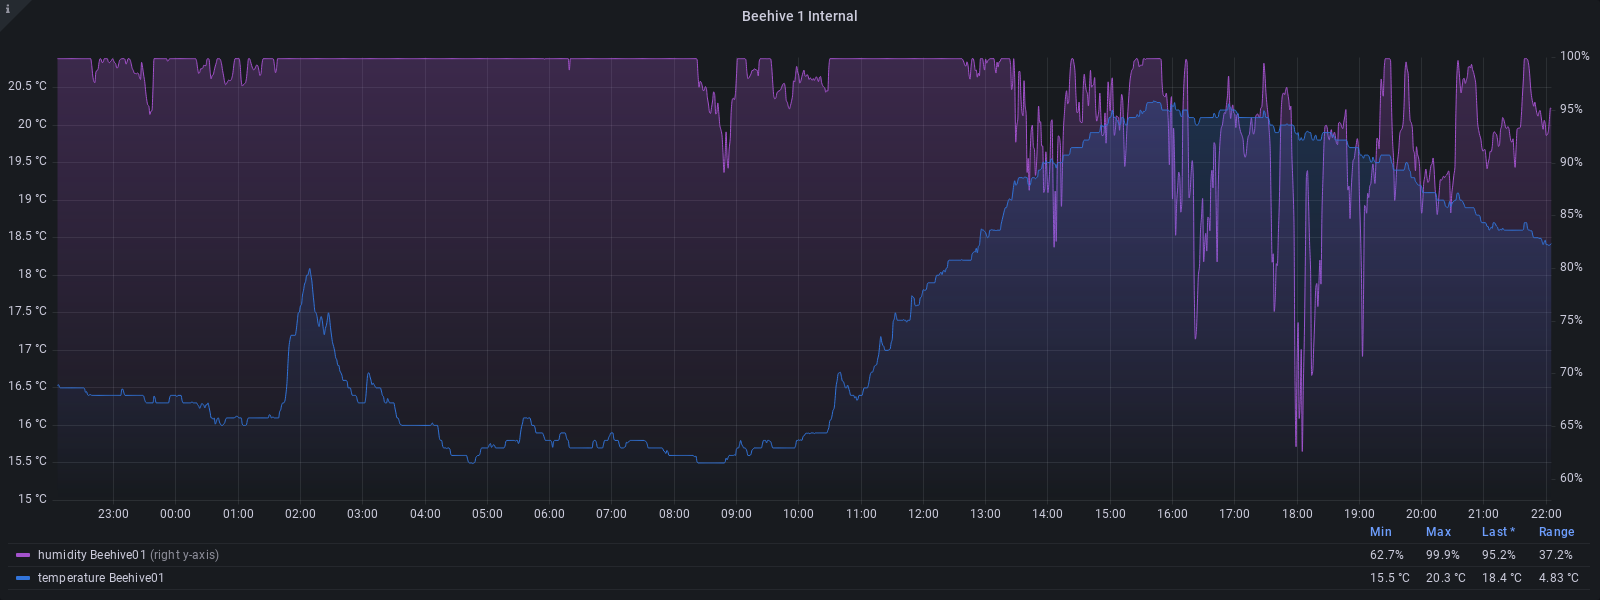 i
Beehive 1 Internal
20.5 °C
20 °C
19.5 °C
19 °C
18.5 °C
18 °C
17.5 °C
17 °C
16.5 °C
16 °C
15.5 °C
15 °C
100%
95%
90%
85%
80%
75%
70%
65%
60%
23:00 00:00 01:00 02:00 03:00 04:00 05:00 06:00 07:00 08:00 09:00 10:00 11:00 12:00 13:00 14:00 15:00 16:00 17:00 18:00 19:00 20:00 21:00 22:00
Min Max Last * Range
humidity Beehive01 (right y-axis) 62.7% 99.9% 95.2% 37.2%
temperature Beehive01 15.5 °C 20.3 °C 18.4 °C 4.83 °C